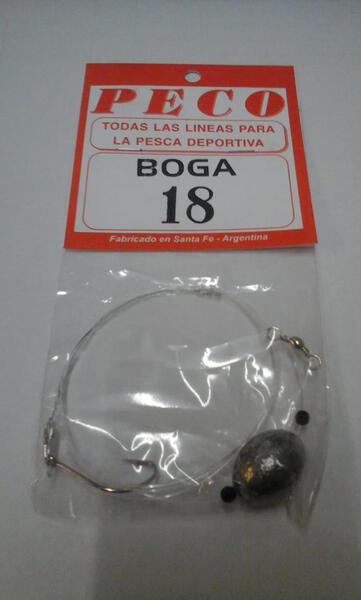 PECO
TODAS LAS LINEAS PARA
LA PESCA DEPORTIVA
BOGA
18
Fabricado en Santa Fe - Argentina